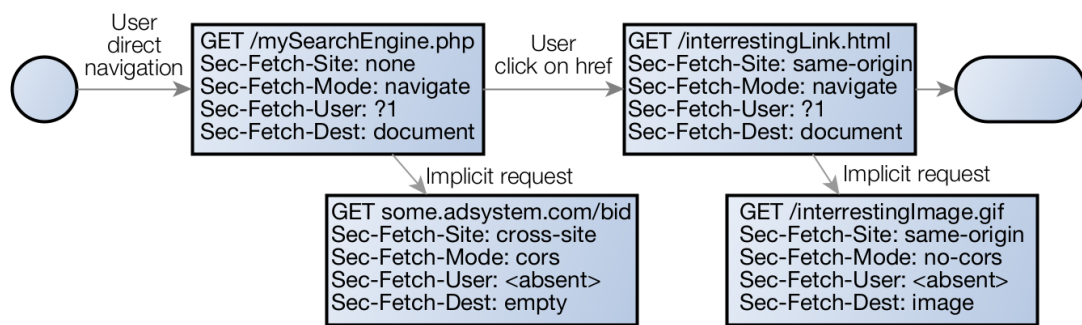 User
direct
navigation
GET /mySearchEngine.php
Sec-Fetch-Site: none
Sec-Fetch-Mode: navigate
Sec-Fetch-User: ?1
Sec-Fetch-Dest: document
User
click on href
GET /interrestingLink.html
Sec-Fetch-Site: same-origin
Sec-Fetch-Mode: navigate
Sec-Fetch-User: ?1
Sec-Fetch-Dest: document
Implicit request
GET some.adsystem.com/bid
Sec-Fetch-Site: cross-site
Sec-Fetch-Mode: cors
Sec-Fetch-User: <absent>
Sec-Fetch-Dest: empty
Implicit request
GET /interrestingImage.gif
Sec-Fetch-Site: same-origin
Sec-Fetch-Mode: no-cors
Sec-Fetch-User: <absent>
Sec-Fetch-Dest: image